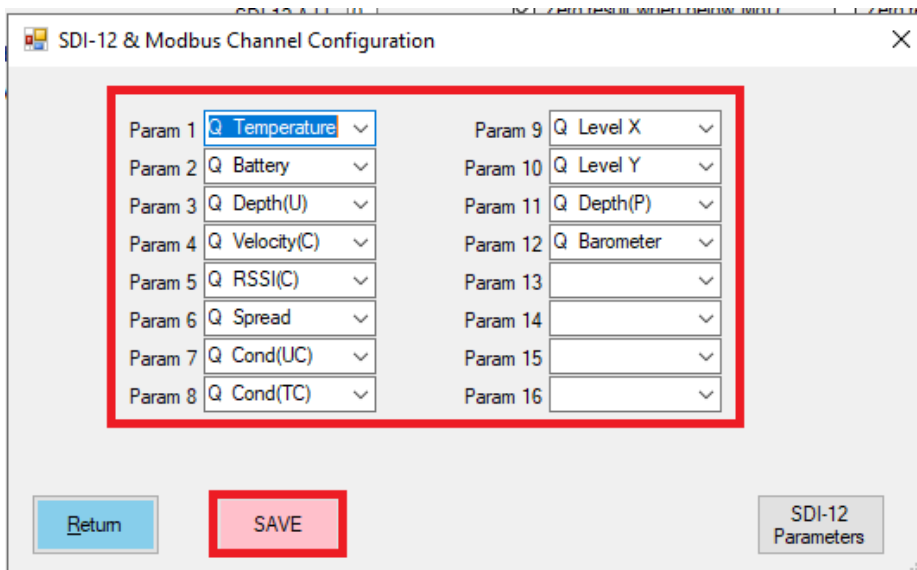 SDI-12 & Modbus Channel Configuration
Param 1 Q Temperature
Param 2 Q Battery
Param 3 Q Depth(U)
Param 4 Q Velocity(C)
Param 5 Q RSSI(C)
Param 6 Q Spread
Param 7 Q Cond(UC)
Param 8 Q Cond(TC)
Param 9 Q Level X
Param 10 Q Level Y
Param 11 Q Depth(P)
Param 12 Q Barometer
Param 13
Param 14
Param 15
Param 16
Return
SAVE
SDI-12
Parameters